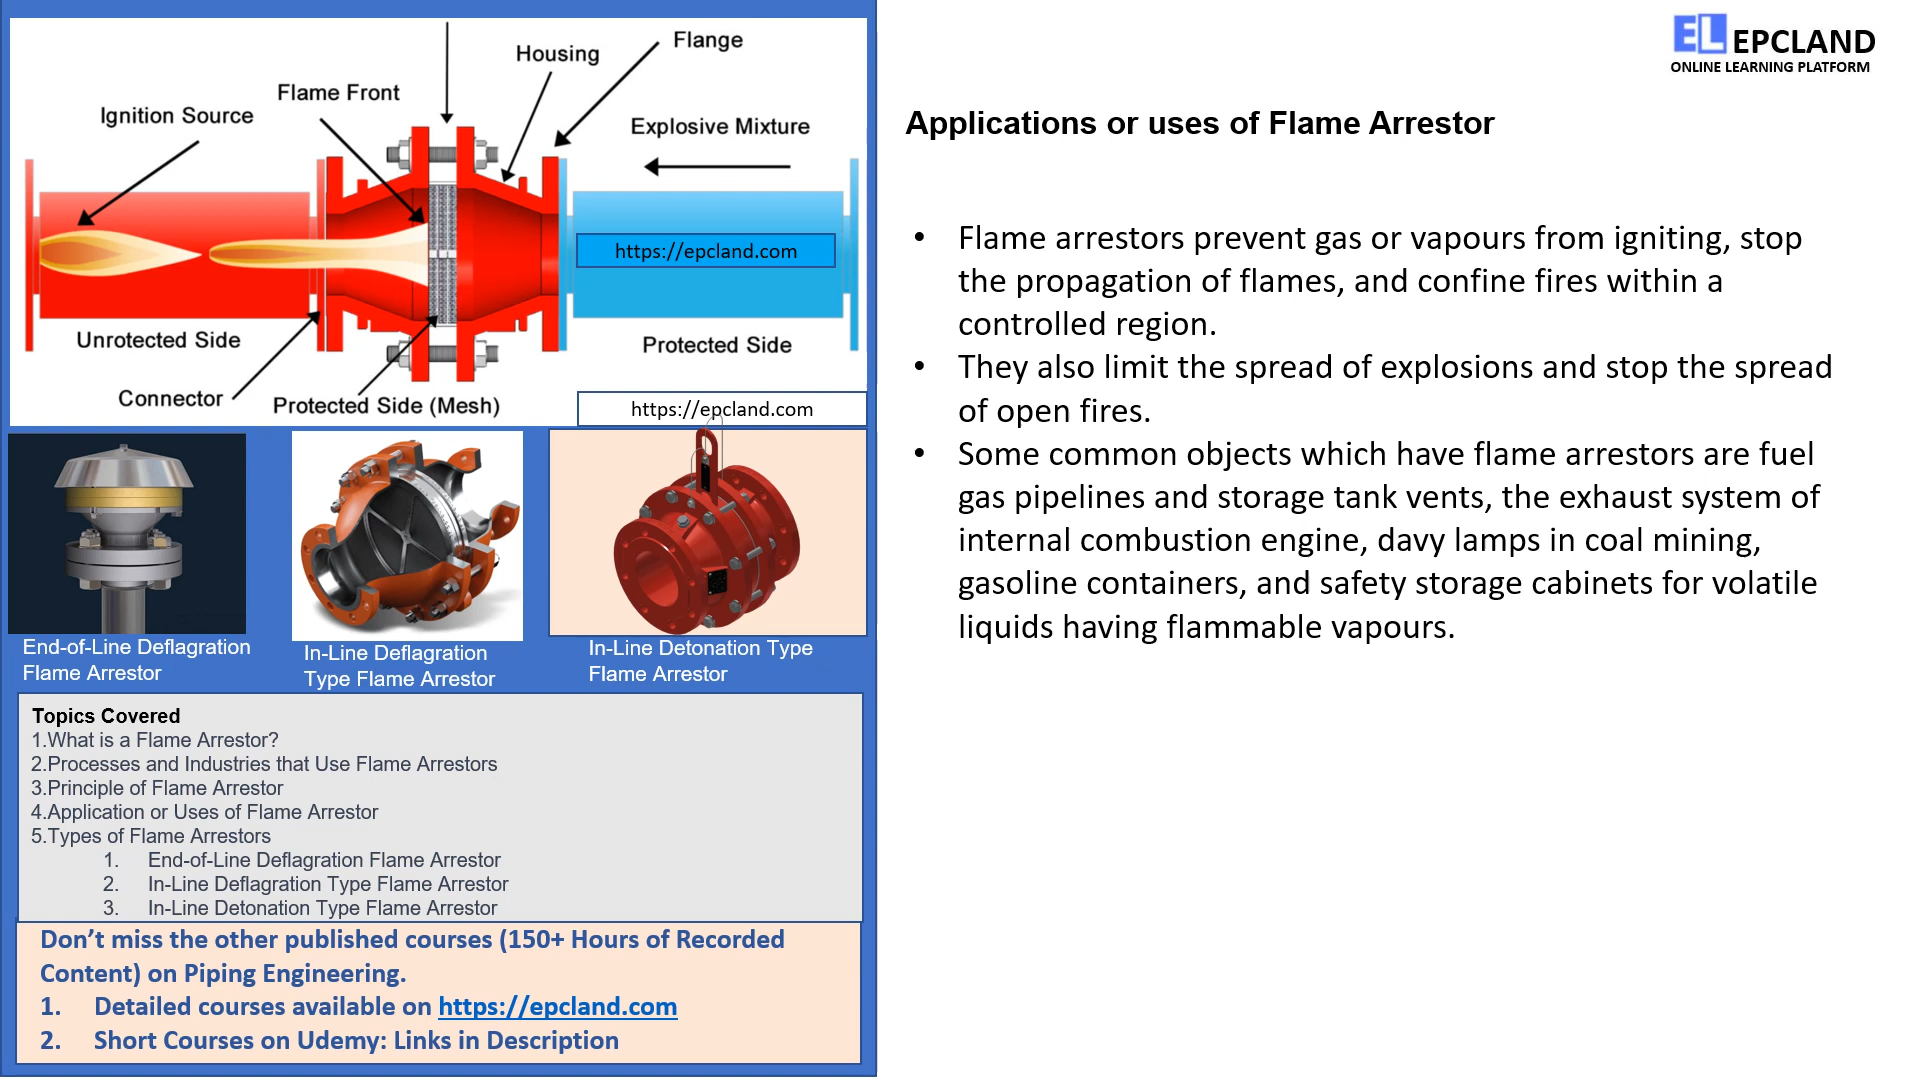 EL EPCLAND
ONLINE LEARNING PLATFORM
Flange
Housing
Flame Front
Ignition Source
Explosive Mixture
https://epcland.com
Unrotected Side
Protected Side
Connector
Protected Side (Mesh)
https://epcland.com
End-of-Line Deflagration
Flame Arrestor
In-Line Deflagration
Type Flame Arrestor
In-Line Detonation Type
Flame Arrestor
Topics Covered
1.What is a Flame Arrestor?
2.Processes and Industries that Use Flame Arrestors
3.Principle of Flame Arrestor
4.Application or Uses of Flame Arrestor
5.Types of Flame Arrestors
1. End-of-Line Deflagration Flame Arrestor
2. In-Line Deflagration Type Flame Arrestor
3. In-Line Detonation Type Flame Arrestor
Don’t miss the other published courses (150+ Hours of Recorded
Content) on Piping Engineering.
1. Detailed courses available on https://epcland.com
2. Short Courses on Udemy: Links in Description
Applications or uses of Flame Arrestor
• Flame arrestors prevent gas or vapours from igniting, stop
the propagation of flames, and confine fires within a
controlled region.
• They also limit the spread of explosions and stop the spread
of open fires.
• Some common objects which have flame arrestors are fuel
gas pipelines and storage tank vents, the exhaust system of
internal combustion engine, davy lamps in coal mining,
gasoline containers, and safety storage cabinets for volatile
liquids having flammable vapours.